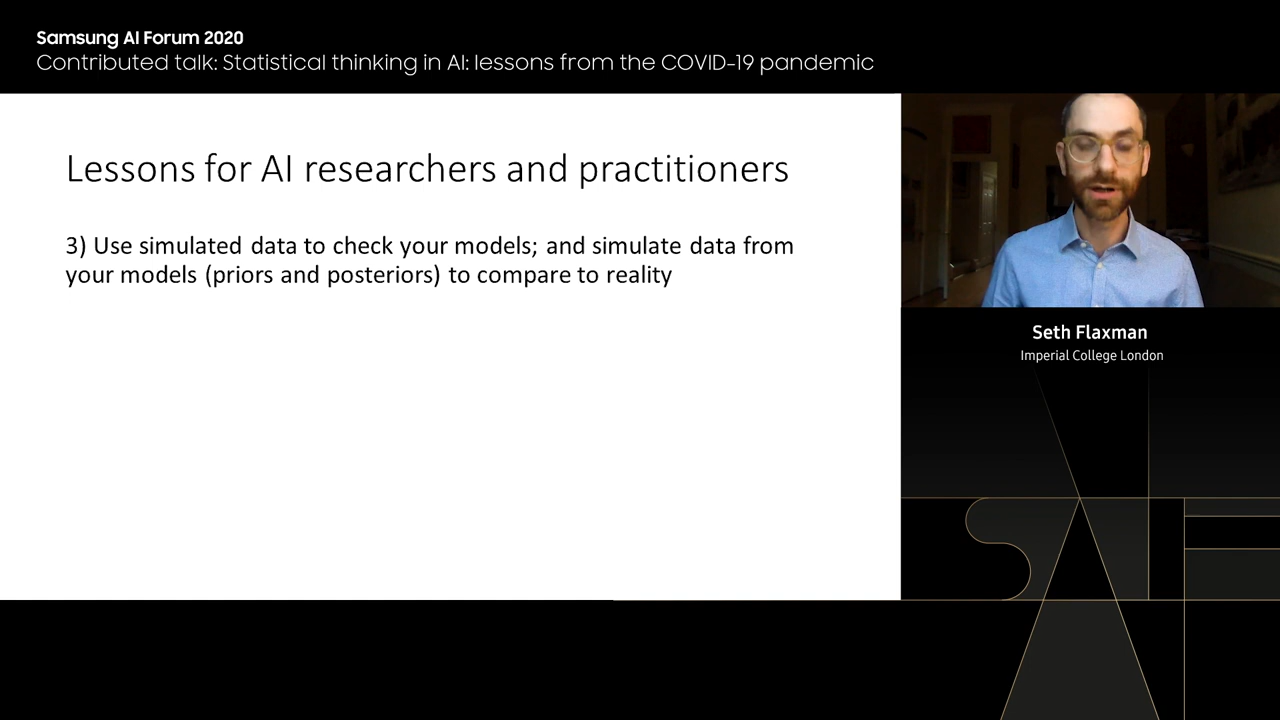 Samsung AI Forum 2020
Contributed talk: Statistical thinking in AI: lessons from the COVID-19 pandemic
Lessons for AI researchers and practitioners
3) Use simulated data to check your models; and simulate data from
your models (priors and posteriors) to compare to reality
Seth Flaxman
Imperial College London